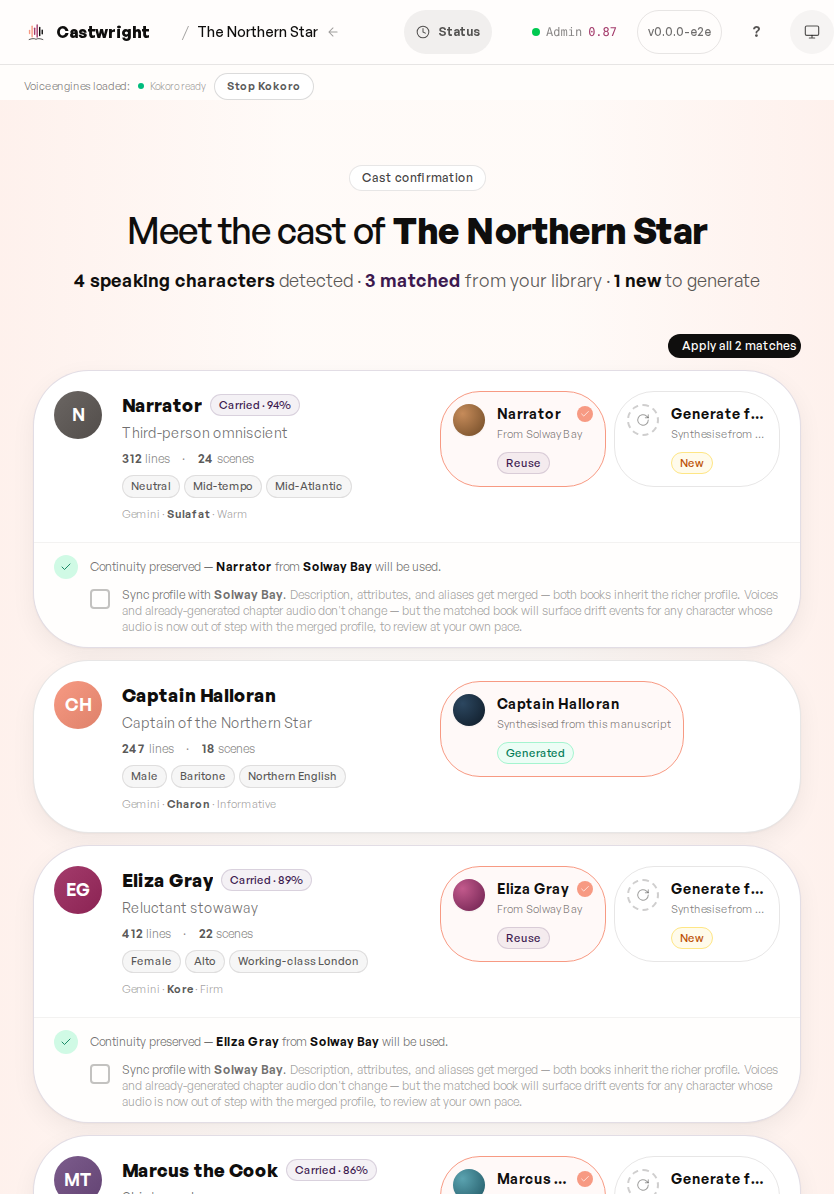 Castwright / The Northern Star ← Status Admin 0.87 v0.0.0-e2e ?
Voice engines loaded: Kokoro ready Stop Kokoro
Cast confirmation
Meet the cast of The Northern Star
4 speaking characters detected · 3 matched from your library · 1 new to generate
Apply all 2 matches
N
Narrator Carried · 94%
Third-person omniscient
312 lines · 24 scenes
Neutral Mid-tempo Mid-Atlantic
Gemini · Sulafat · Warm
Narrator
From Solway Bay
Reuse
Generate f...
Synthesise from ...
New
Continuity preserved — Narrator from Solway Bay will be used.
Sync profile with Solway Bay. Description, attributes, and aliases get merged — both books inherit the richer profile. Voices
and already-generated chapter audio don't change — but the matched book will surface drift events for any character whose
audio is now out of step with the merged profile, to review at your own pace.
CH
Captain Halloran
Captain of the Northern Star
247 lines · 18 scenes
Male Baritone Northern English
Gemini · Charon · Informative
Captain Halloran
Synthesised from this manuscript
Generated
EG
Eliza Gray Carried · 89%
Reluctant stowaway
412 lines · 22 scenes
Female Alto Working-class London
Gemini · Kore · Firm
Eliza Gray
From Solway Bay
Reuse
Generate f...
Synthesise from ...
New
Continuity preserved — Eliza Gray from Solway Bay will be used.
Sync profile with Solway Bay. Description, attributes, and aliases get merged — both books inherit the richer profile. Voices
and already-generated chapter audio don't change — but the matched book will surface drift events for any character whose
audio is now out of step with the merged profile, to review at your own pace.
MT
Marcus the Cook Carried · 86%
Marcus ...
Generate f...